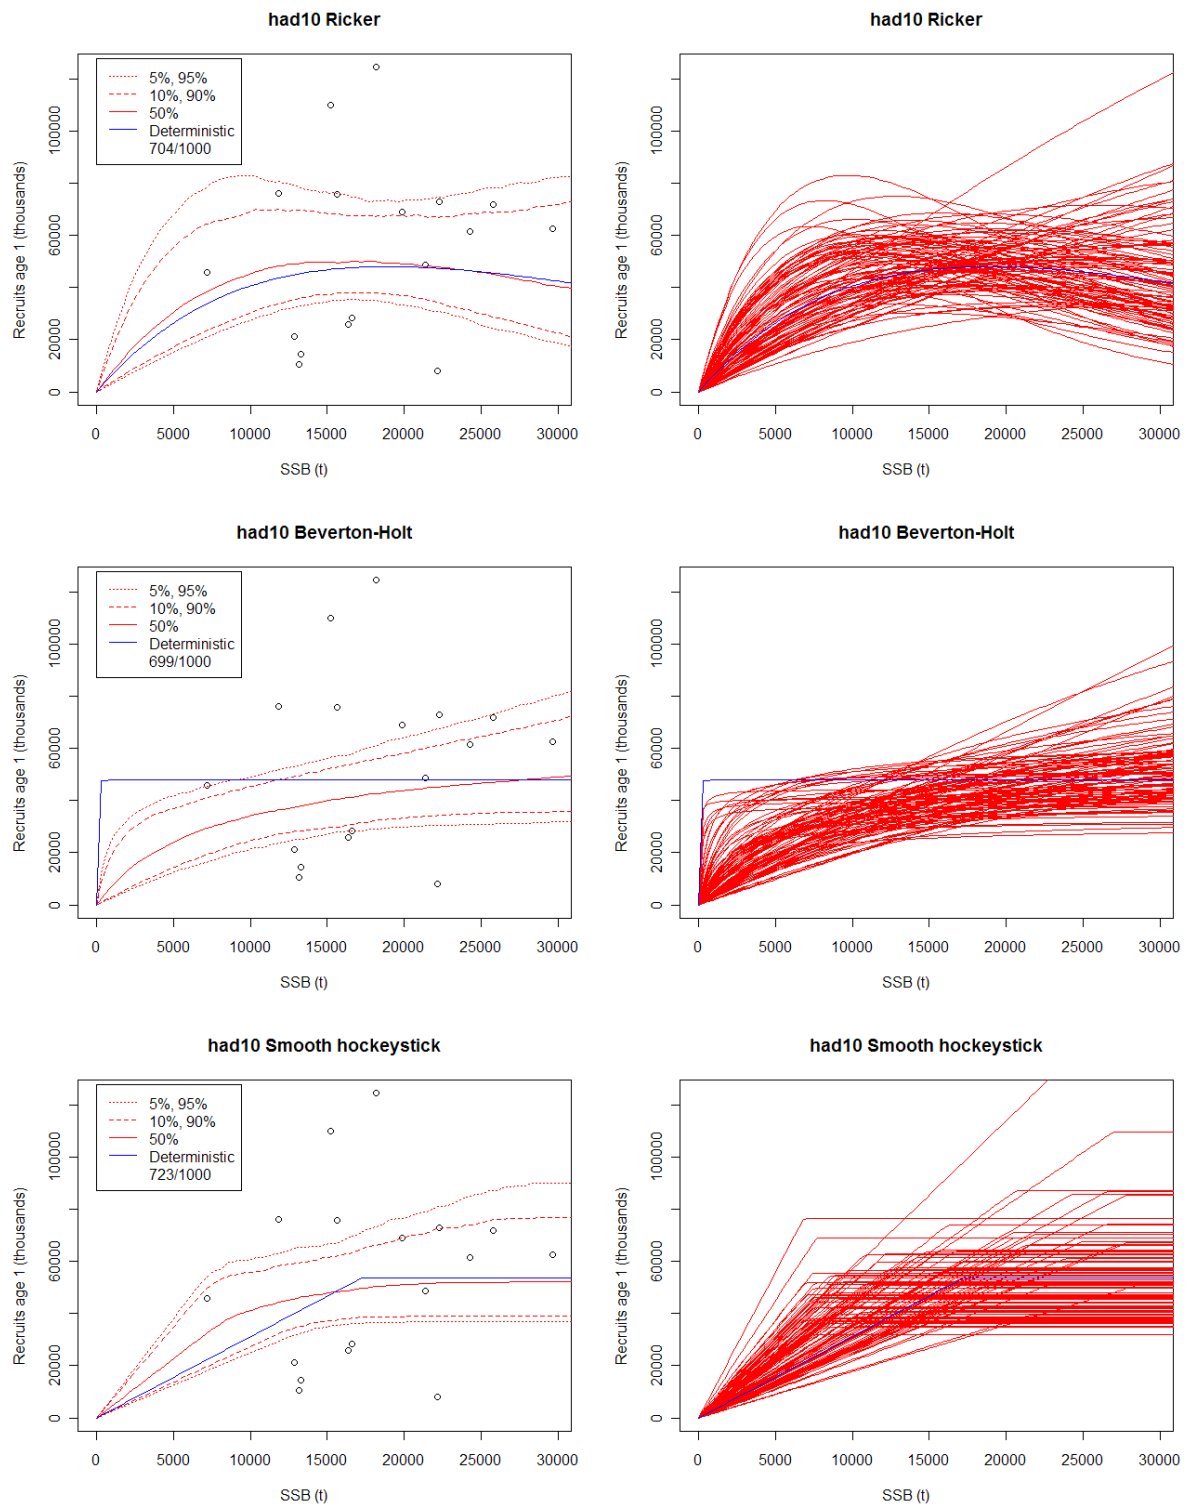 had10 Ricker
5%, 95%
10%, 90%
50%
Deterministic
704/1000
Recruits age 1 (thousands)
0 20000 60000 100000
0 5000 10000 15000 20000 25000 30000
SSB (t)
had10 Ricker
Recruits age 1 (thousands)
0 20000 60000 100000
0 5000 10000 15000 20000 25000 30000
SSB (t)
had10 Beverton-Holt
5%, 95%
10%, 90%
50%
Deterministic
699/1000
Recruits age 1 (thousands)
0 20000 60000 100000
0 5000 10000 15000 20000 25000 30000
SSB (t)
had10 Beverton-Holt
Recruits age 1 (thousands)
0 20000 60000 100000
0 5000 10000 15000 20000 25000 30000
SSB (t)
had10 Smooth hockeystick
5%, 95%
10%, 90%
50%
Deterministic
723/1000
Recruits age 1 (thousands)
0 20000 60000 100000
0 5000 10000 15000 20000 25000 30000
SSB (t)
had10 Smooth hockeystick
Recruits age 1 (thousands)
0 20000 60000 100000
0 5000 10000 15000 20000 25000 30000
SSB (t)